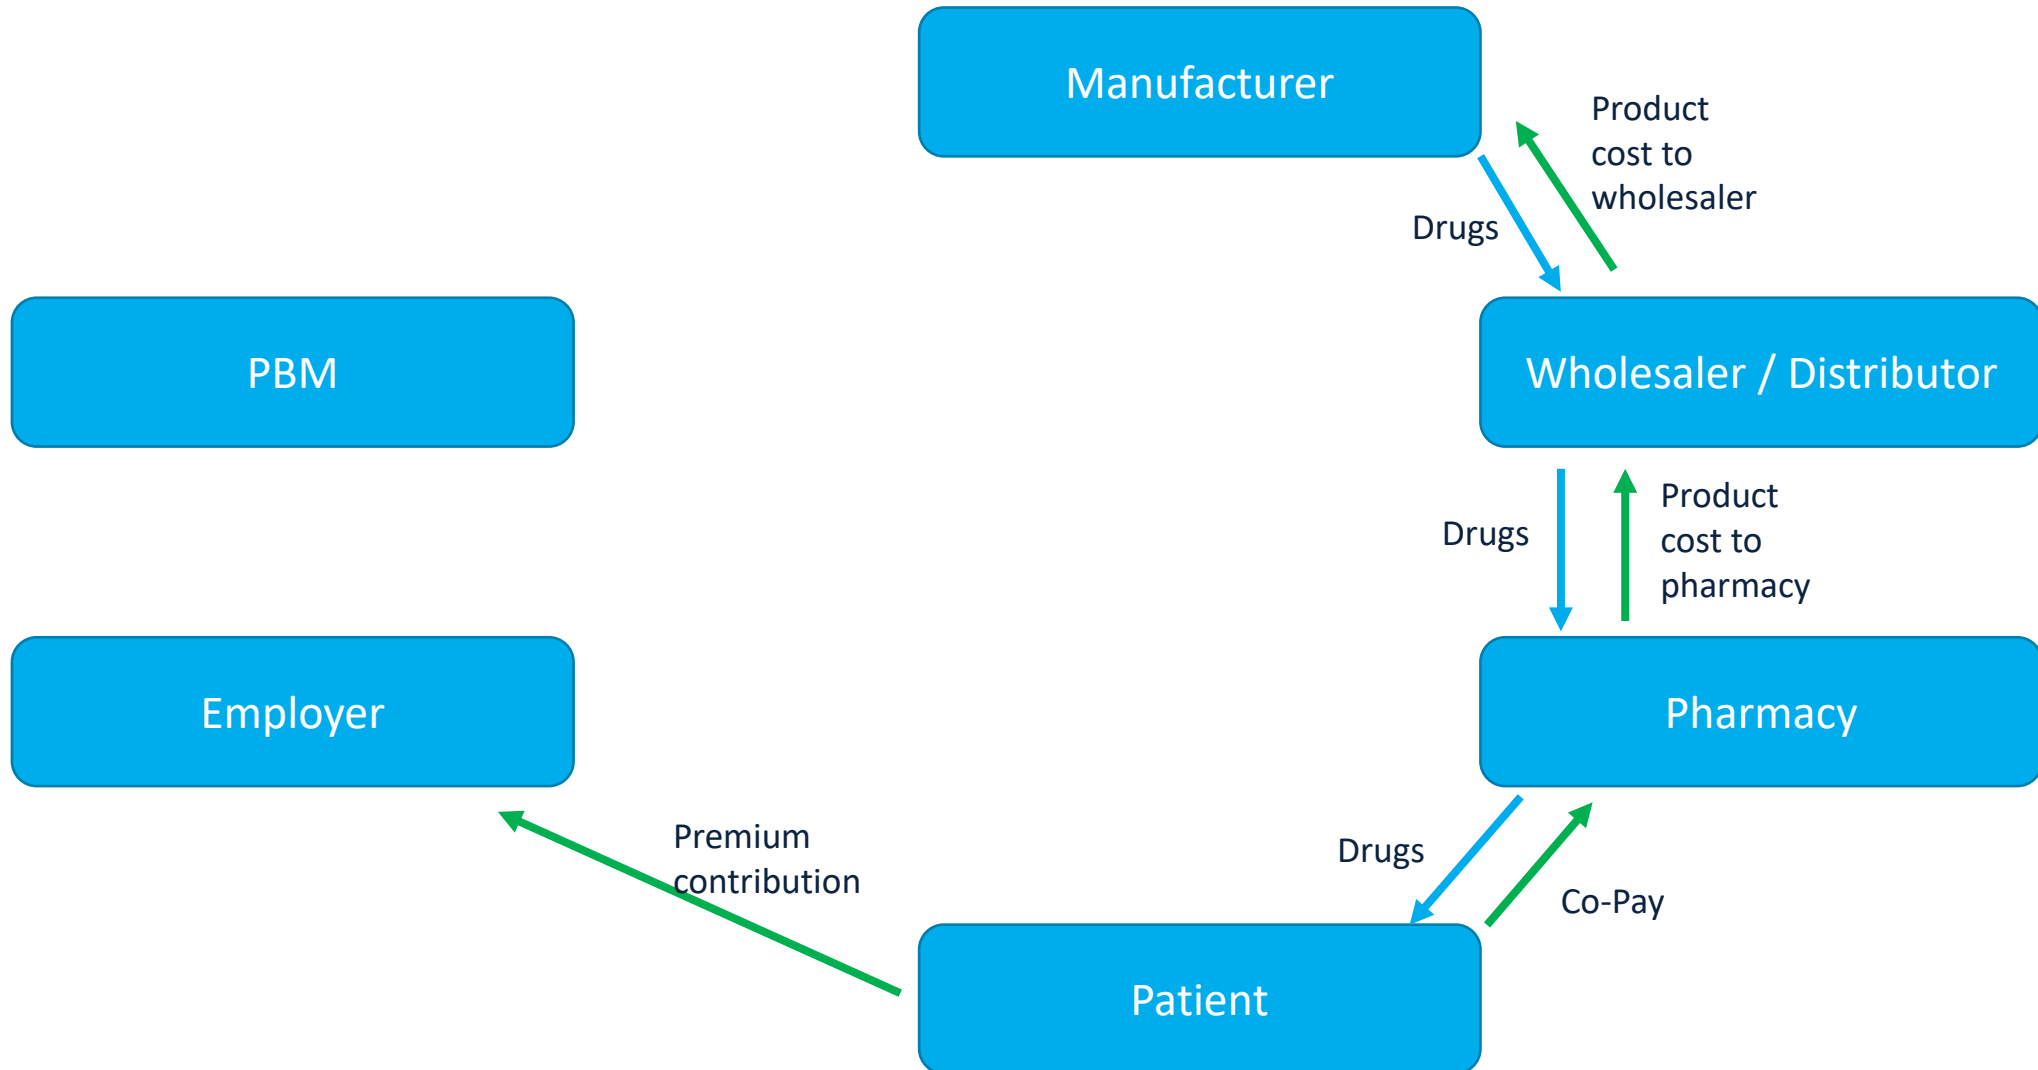 Manufacturer
Product
cost to
wholesaler
Drugs
PBM
Wholesaler / Distributor
Drugs
Product
cost to
pharmacy
Employer
Pharmacy
Premium
contribution
Drugs
Co-Pay
Patient